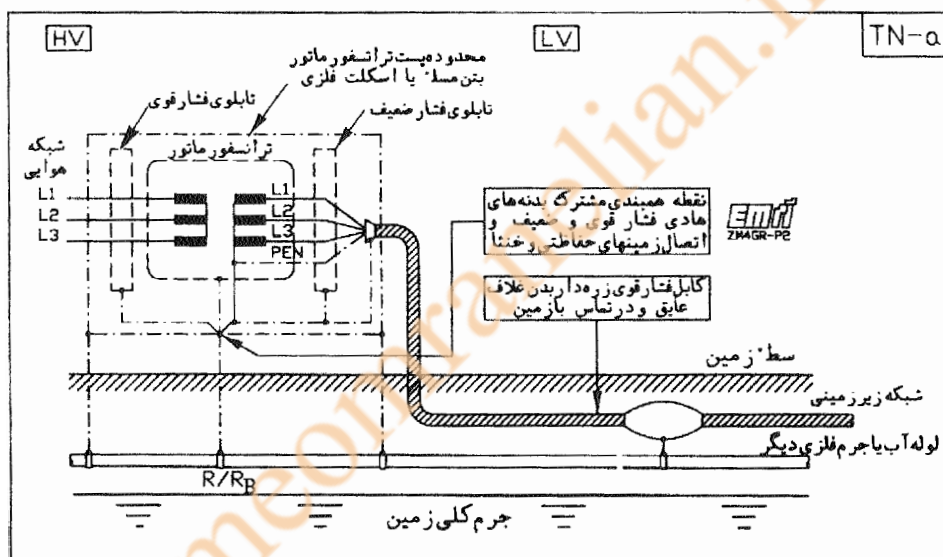 HV
LV
TN-a
محدوده پست ترانسفورماتور
بتن مسلح یا اسکلت فلزی
تابلوی فشار قوی
تابلوی فشار ضعیف
ترانسفورماتور
شبکه
هوایی
L1
L2
L3
L1
L2
L3
PEN
نقطه همبندی مشترک بدنه های
هادی فشار قوی و ضعیف و
اتصال زمینهای حفاظتی و خنثا
ZM4GR-P2
کابل فشار قوی زره دار بدن غلاف
عایق و در تماس با زمین
سطح زمین
شبکه زیرزمینی
لوله آب یا جرم فلزی دیگر
R/RB
جرم کلی زمین